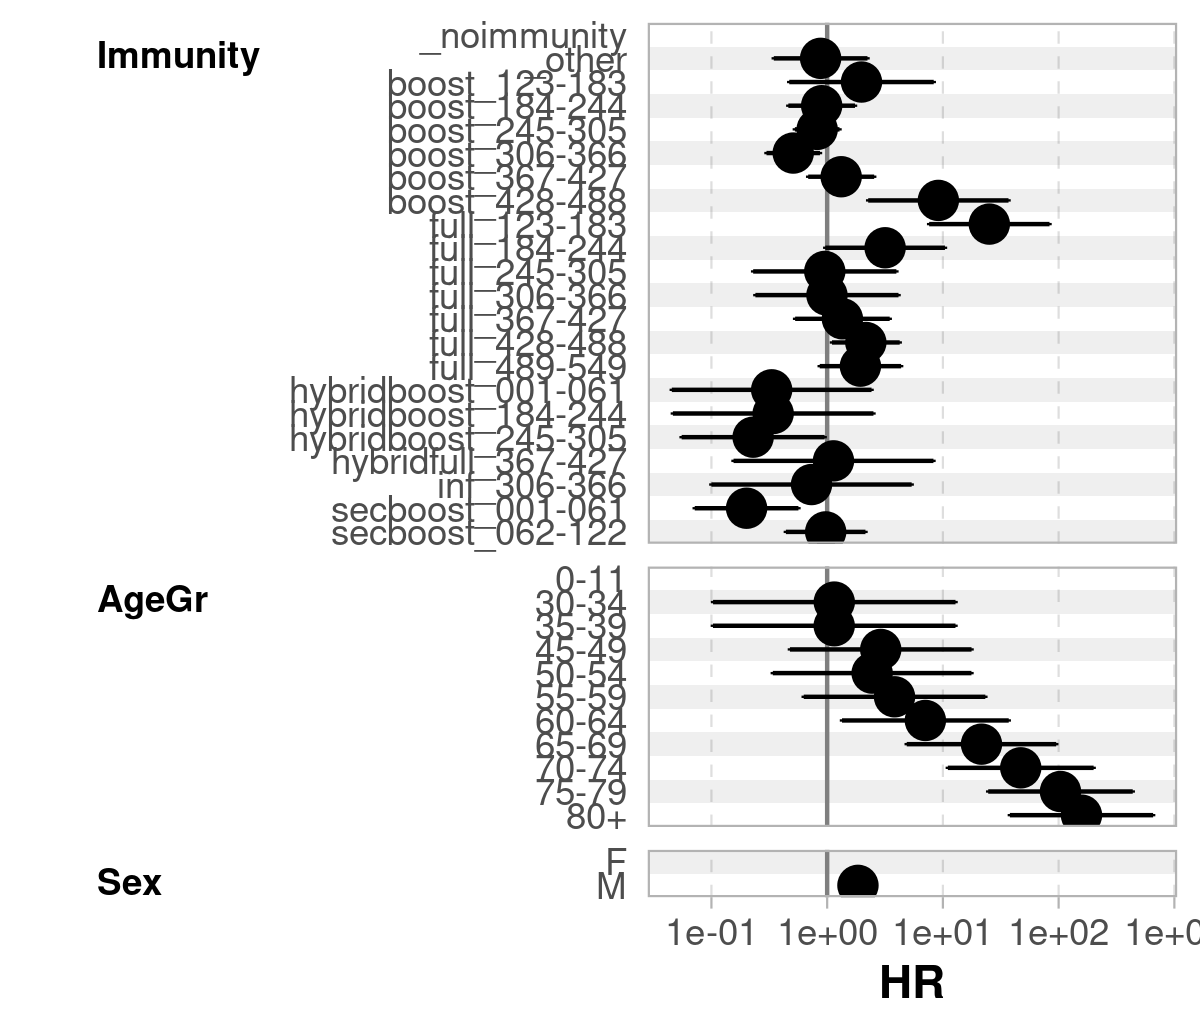 Immunity
_noimmunity
_other
boost_123-183
boost_184-244
boost_245-305
boost_306-366
boost_367-427
boost_428-488
full_123-183
full_184-244
full_245-305
full_306-366
full_367-427
full_428-488
full_489-549
hybridboost_001-061
hybridboost_184-244
hybridboost_245-305
hybridfull_367-427
inf_306-366
secboost_001-061
secboost_062-122
AgeGr
0-11
30-34
35-39
45-49
50-54
55-59
60-64
65-69
70-74
75-79
80+
Sex
F
M
1e-01 1e+00 1e+01 1e+02 1e+0
HR